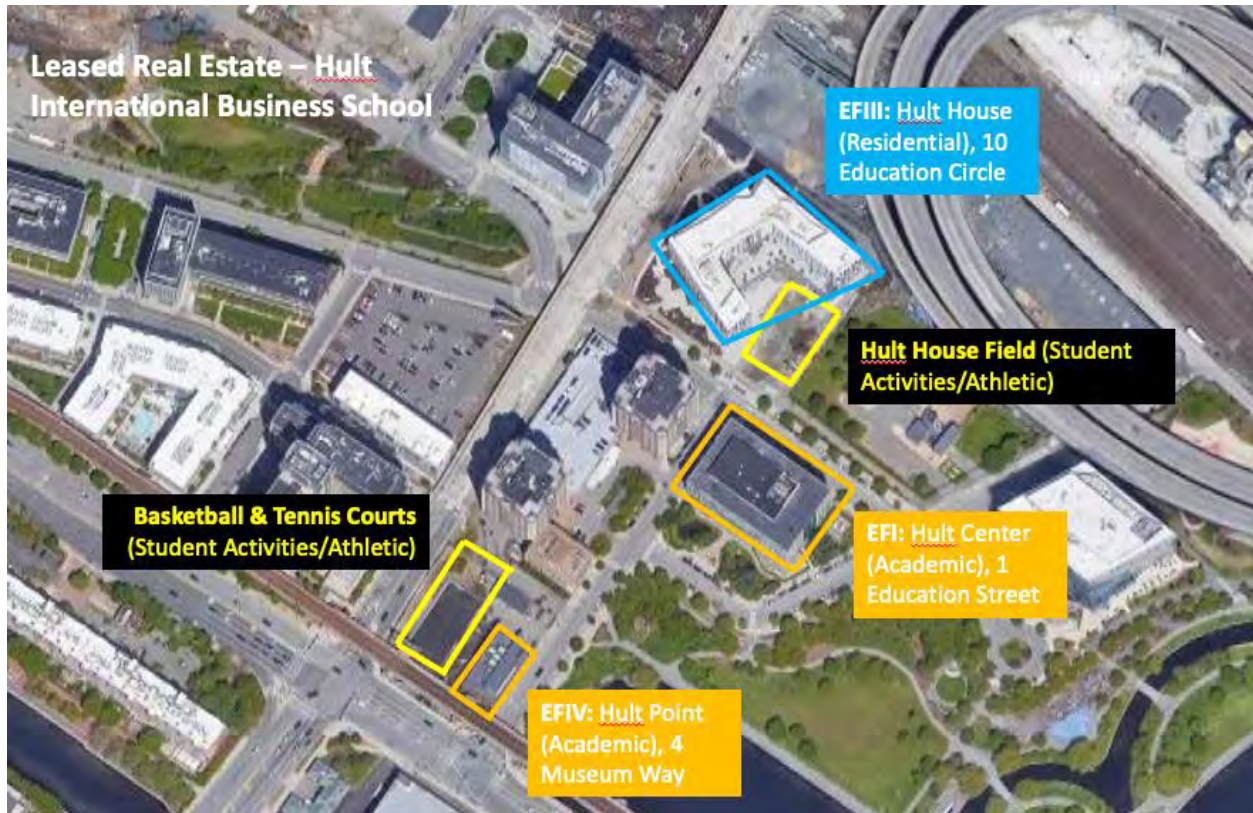 Leased Real Estate – Hult
International Business School
EFIII: Hult House
(Residential), 10
Education Circle
Hult House Field (Student
Activities/Athletic)
Basketball & Tennis Courts
(Student Activities/Athletic)
EFI: Hult Center
(Academic), 1
Education Street
EFIV: Hult Point
(Academic), 4
Museum Way